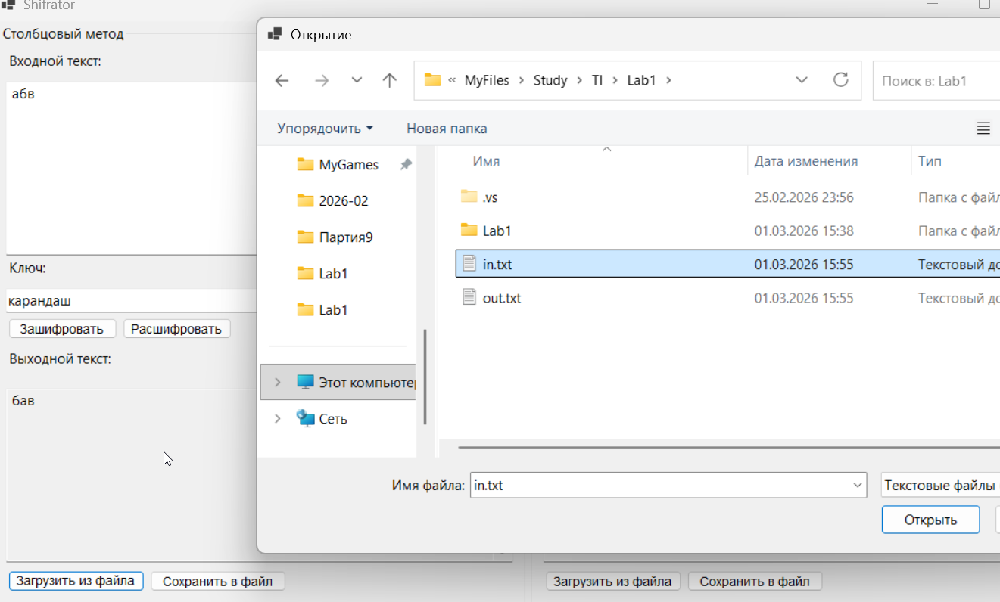 Shifrator
Столбцовый метод
Входной текст:
абв
Ключ:
карандаш
Зашифровать Расшифровать
Выходной текст:
бав
Загрузить из файла Сохранить в файл
Открытие
« MyFiles › Study › TI › Lab1 ›
Поиск в: Lab1
Упорядочить Новая папка
MyGames
2026-02
Партия9
Lab1
Lab1
Этот компьютер
Сеть
Имя Дата изменения Тип
.vs 25.02.2026 23:56 Папка с файл
Lab1 01.03.2026 15:38 Папка с файл
in.txt 01.03.2026 15:55 Текстовый до
out.txt 01.03.2026 15:55 Текстовый до
Имя файла: in.txt Текстовые файлы
Открыть
Загрузить из файла Сохранить в файл